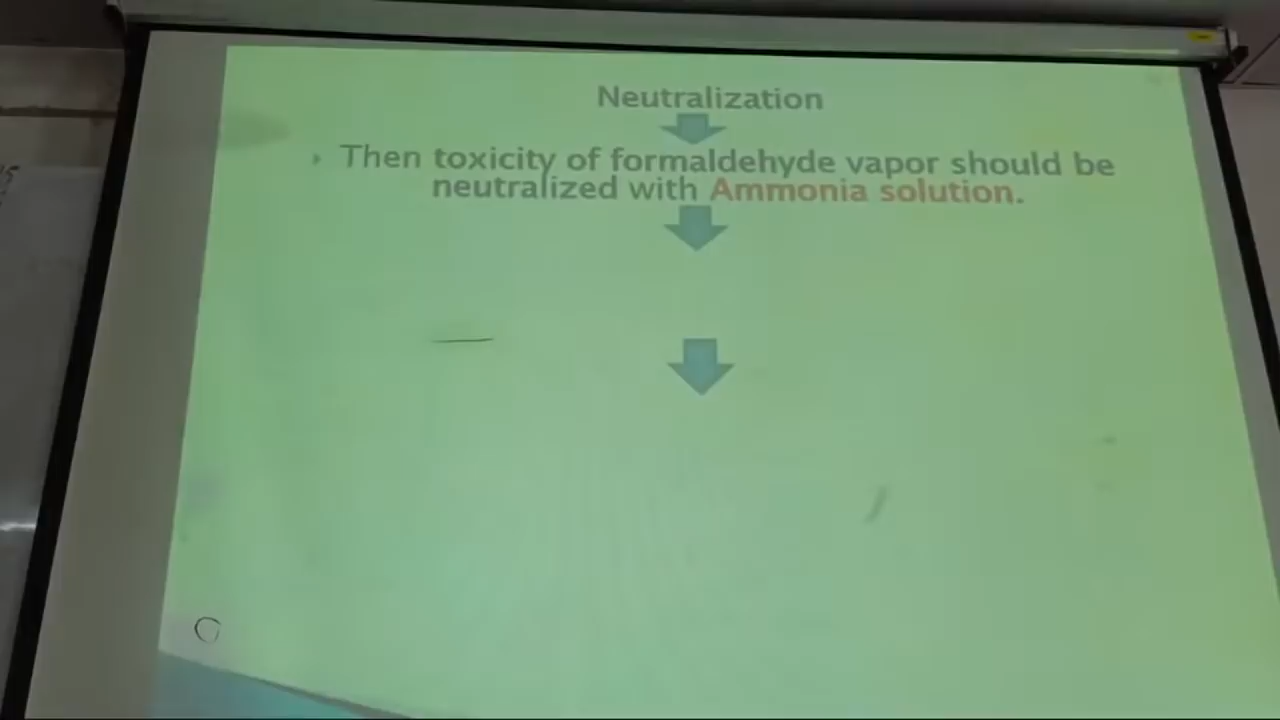 Neutralization
Then toxicity of formaldehyde vapor should be
neutralized with Ammonia solution.